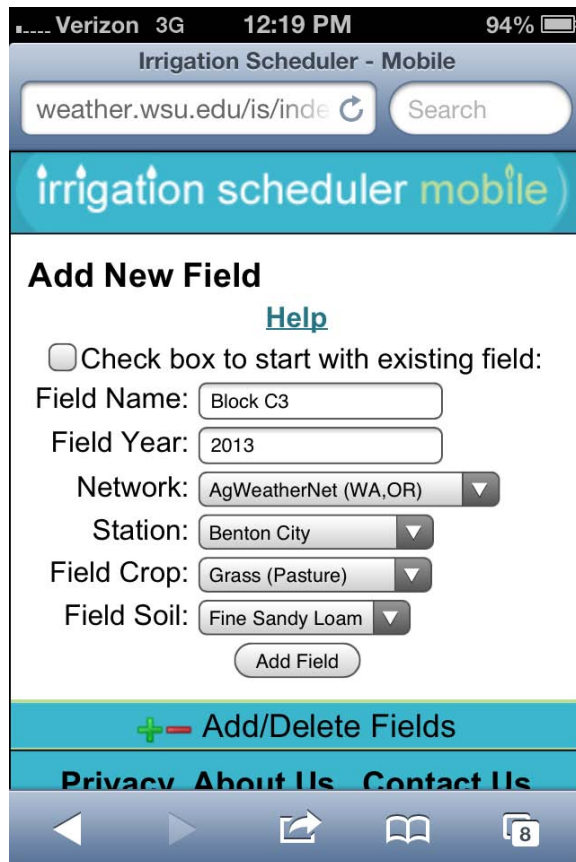 Verizon 3G 12:19 PM 94%
Irrigation Scheduler - Mobile
weather.wsu.edu/is/inde Search
irrigation scheduler mobile
Add New Field
Help
Check box to start with existing field:
Field Name: Block C3
Field Year: 2013
Network: AgWeatherNet (WA,OR)
Station: Benton City
Field Crop: Grass (Pasture)
Field Soil: Fine Sandy Loam
Add Field
Add/Delete Fields
Privacy About Us Contact Us
8